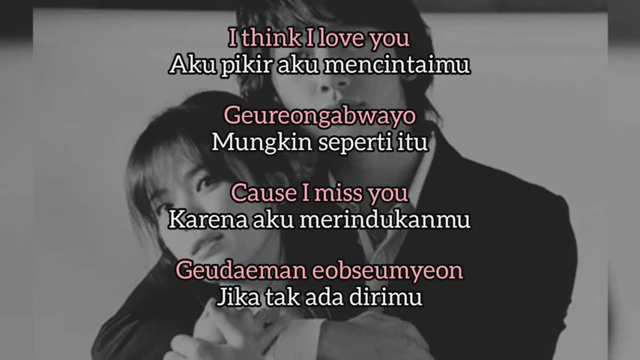 I think I love you
Aku pikir aku mencintaimu
Geureongabwayo
Mungkin seperti itu
Cause I miss you
Karena aku merindukanmu
Geudaeman eobseumyeon
Jika tak ada dirimu